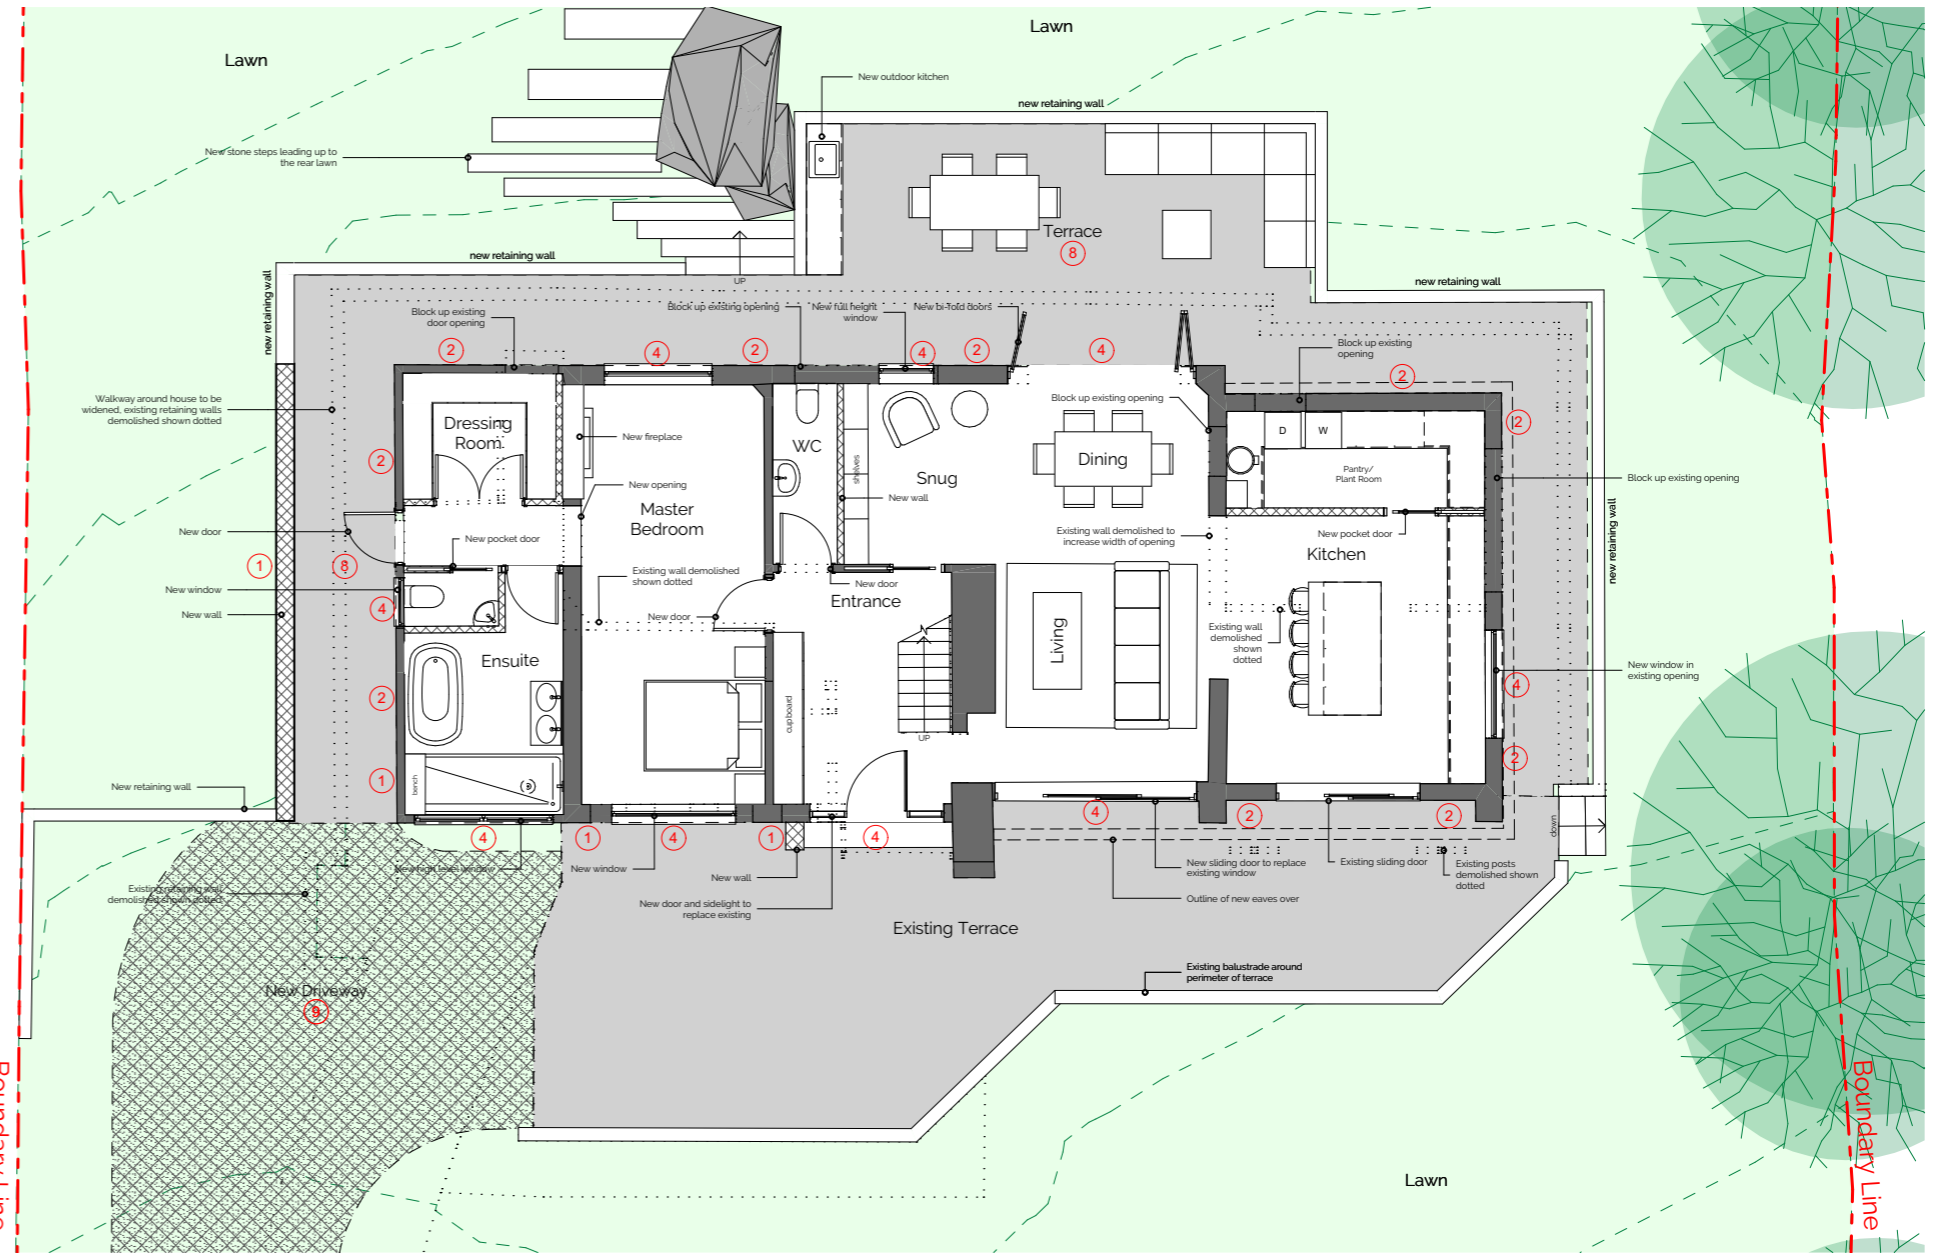 Lawn
Lawn
New outdoor kitchen
new retaining wall
New stone steps leading up to
the rear lawn
Terrace
8
new retaining wall
new retaining wall
UP
new retaining wall
Block up existing
door opening
Block up existing opening
New full height
window
New bi-fold doors
Block up existing
opening
2
4
2
4
2
4
2
Walkway around house to be
widened, existing retaining walls
demolished shown dotted
Dressing
Room
New fireplace
WC
shelves
Snug
Dining
Block up existing opening
D
W
2
2
New opening
Master
Bedroom
New wall
Pantry/
Plant Room
Block up existing opening
New door
New pocket door
Existing wall demolished to
increase width of opening
New pocket door
Kitchen
new retaining wall
1
8
New window
4
Existing wall demolished
shown dotted
New door
Entrance
New wall
New door
Existing wall
demolished
shown
dotted
Living
Ensuite
New window in
existing opening
4
2
cupboard
UP
2
New retaining wall
1
bench
4
1
4
1
4
4
2
2
down
New high level window
New window
New wall
New sliding door to replace
existing window
Existing sliding door
Existing posts
demolished shown
dotted
Existing retaining wall
demolished shown dotted
New door and sidelight to
replace existing
Outline of new eaves over
Existing Terrace
New Driveway
9
Existing balustrade around
perimeter of terrace
Boundary Line
Boundary Line
Lawn